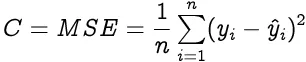 C = MSE = \frac{1}{n} \sum_{i=1}^{n} (y_i - \hat{y}_i)^2